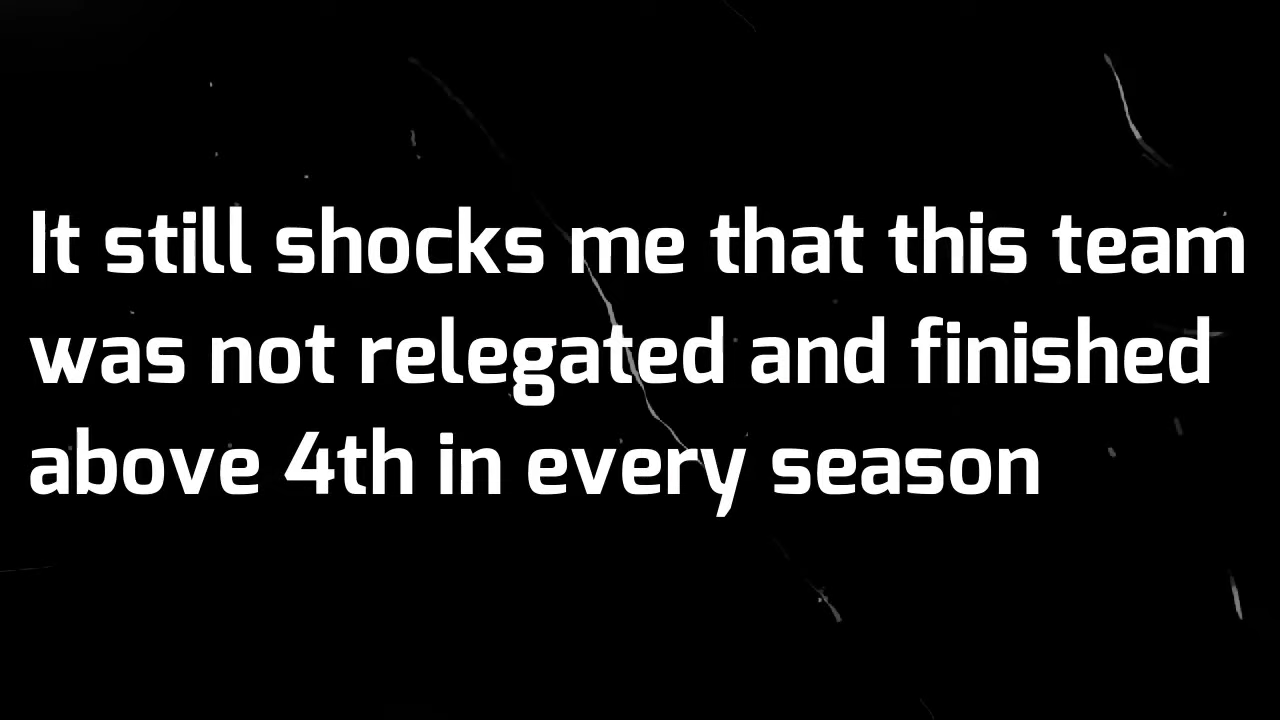 It still shocks me that this team
was not relegated and finished
above 4th in every season